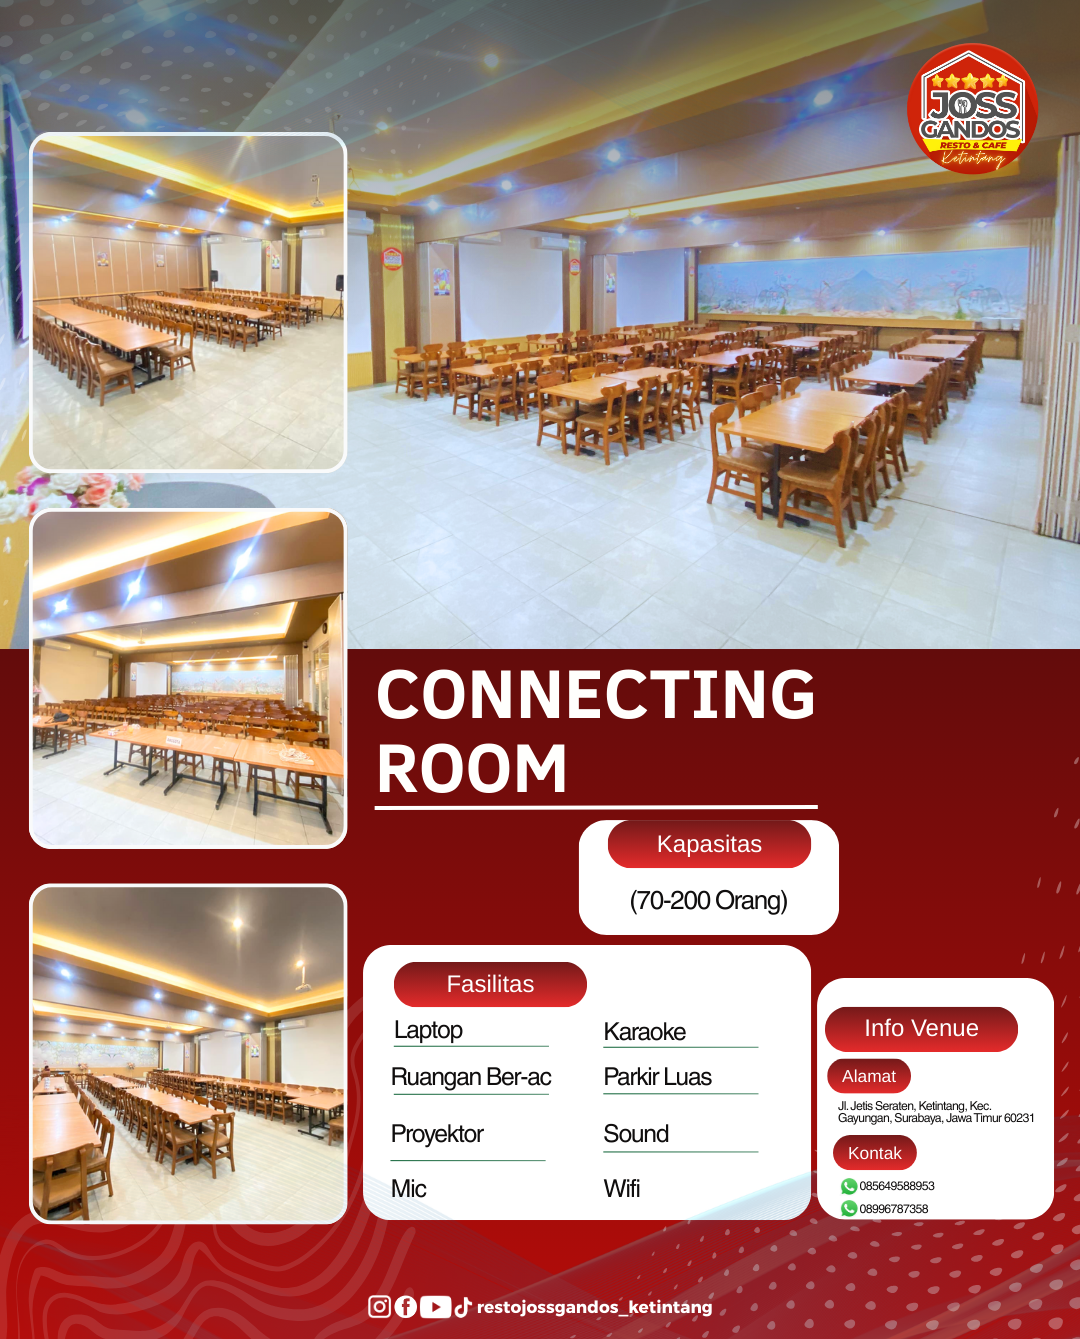 JOSS
GANDOS
RESTO & CAFE
Ketintang
CONNECTING
ROOM
Kapasitas
(70-200 Orang)
Fasilitas
Laptop
Karaoke
Ruangan Ber-ac
Parkir Luas
Proyektor
Sound
Mic
Wifi
Info Venue
Alamat
Jl. Jetis Seraten, Ketintang, Kec.
Gayungan, Surabaya, Jawa Timur 60231
Kontak
085649588953
08996787358
restojossgandos_ketintang